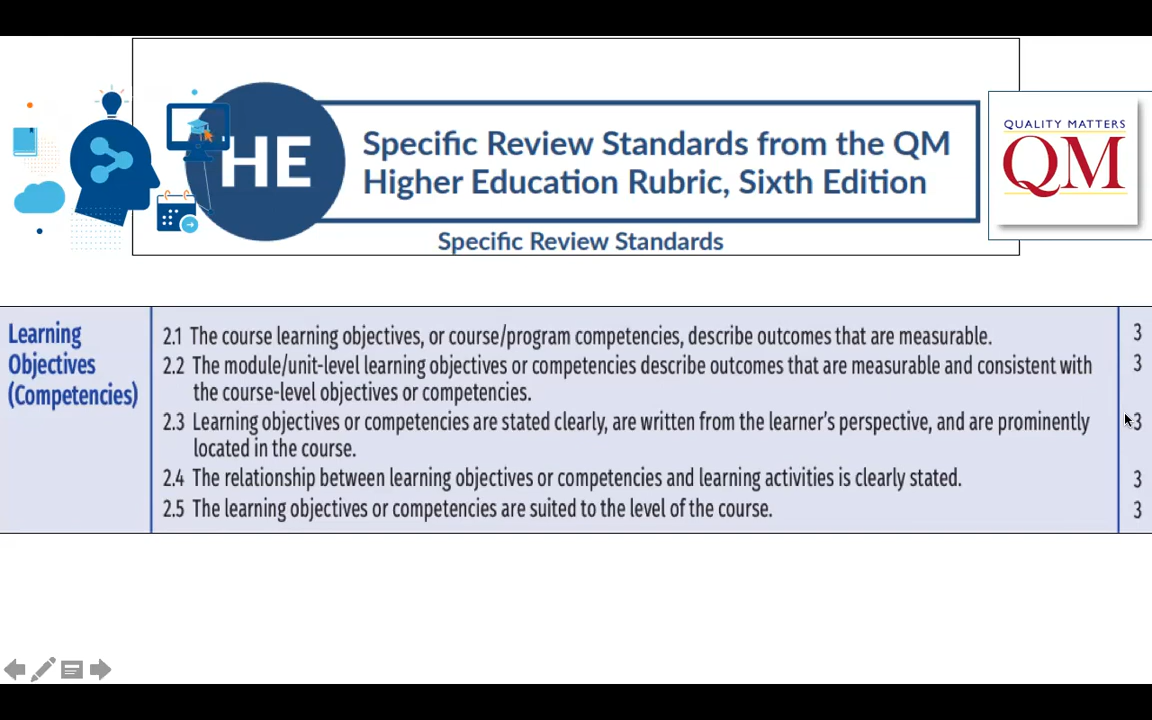 HE
Specific Review Standards from the QM
Higher Education Rubric, Sixth Edition
QUALITY MATTERS
QM
Specific Review Standards
Learning
Objectives
(Competencies)
2.1 The course learning objectives, or course/program competencies, describe outcomes that are measurable. 3
2.2 The module/unit-level learning objectives or competencies describe outcomes that are measurable and consistent with 3
the course-level objectives or competencies.
2.3 Learning objectives or competencies are stated clearly, are written from the learner's perspective, and are prominently 3
located in the course.
2.4 The relationship between learning objectives or competencies and learning activities is clearly stated. 3
2.5 The learning objectives or competencies are suited to the level of the course. 3